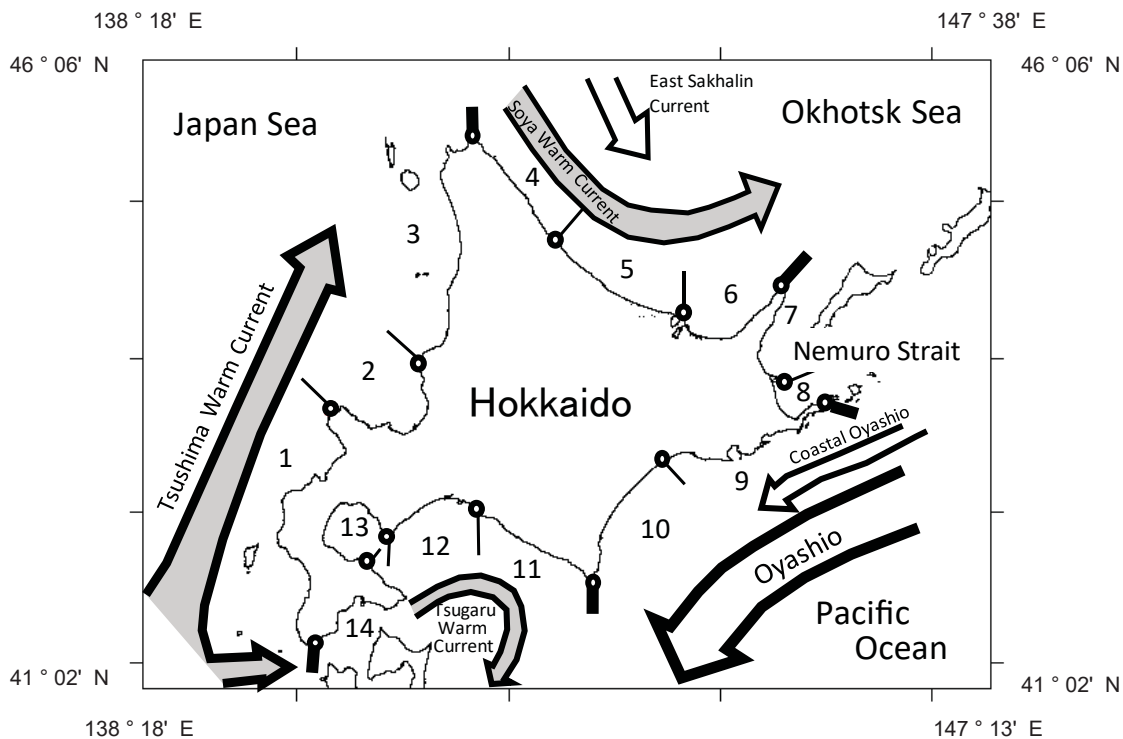 138 ° 18' E
147 ° 38' E
46 ° 06' N
46 ° 06' N
East Sakhalin
Current
Japan Sea
Okhotsk Sea
Soya Warm Current
4
3
5
6
7
Tsushima Warm Current
Nemuro Strait
2
8
Hokkaido
Coastal Oyashio
1
9
13
12
10
11
Oyashio
Tsugaru
Warm
Current
14
Pacific
Ocean
41 ° 02' N
41 ° 02' N
138 ° 18' E
147 ° 13' E